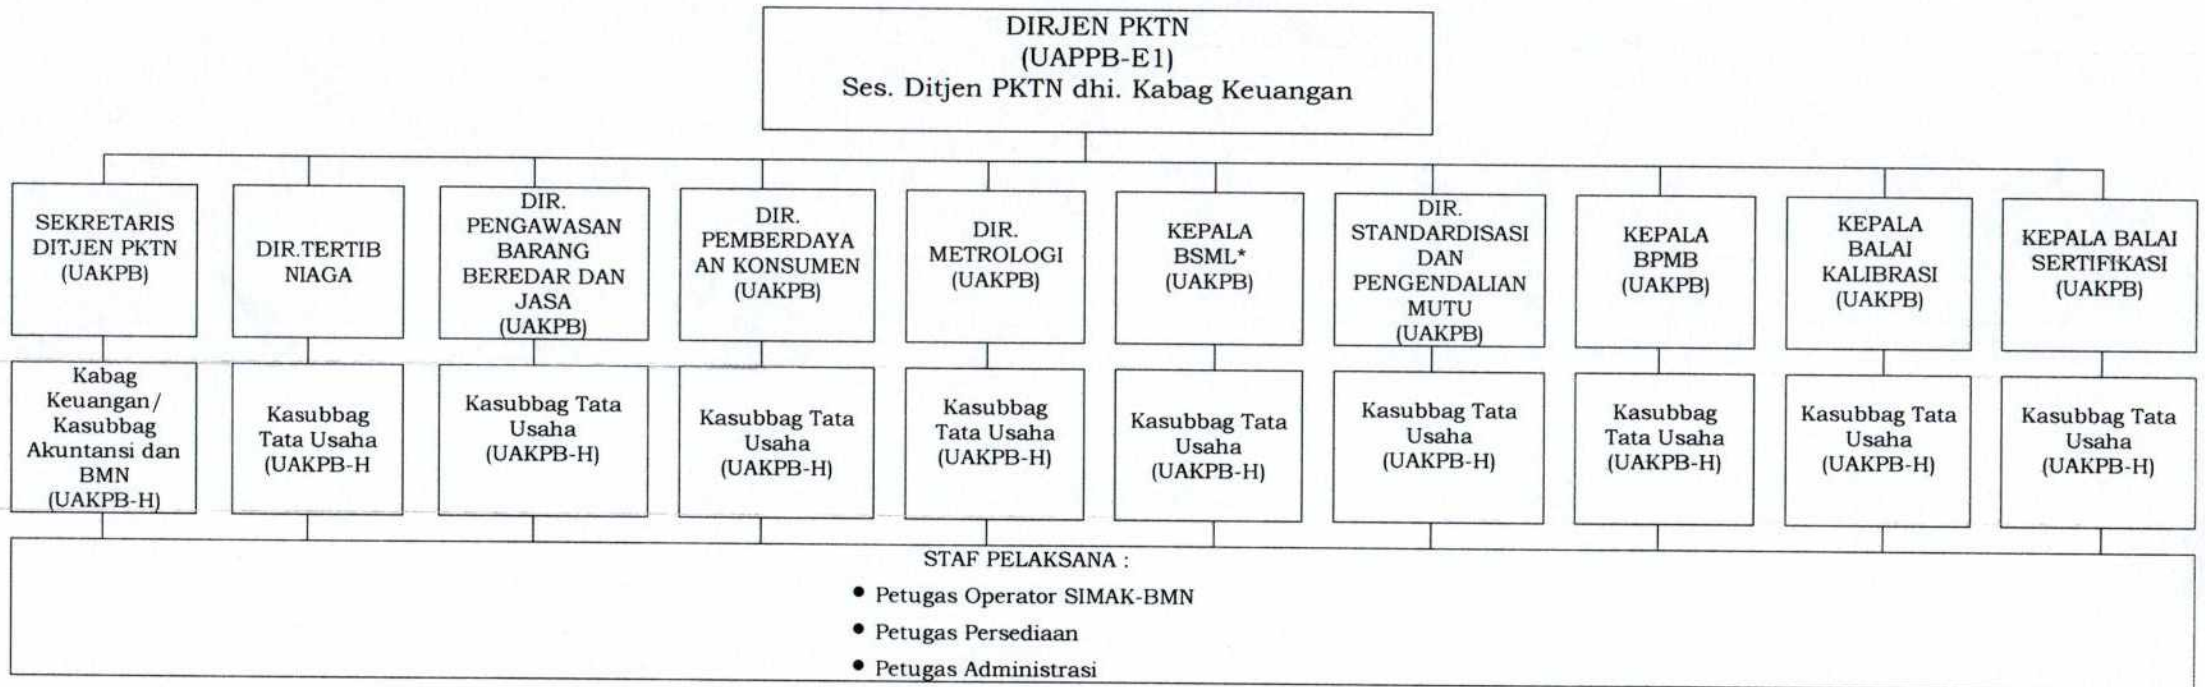 DIRJEN PKTN
(UAPPB-E1)
Ses. Ditjen PKTN dhi. Kabag Keuangan
SEKRETARIS
DITJEN PKTN
(UAKPB)
DIR.TERTIB
NIAGA
DIR.
PENGAWASAN
BARANG
BEREDAR DAN
JASA
(UAKPB)
DIR.
PEMBERDAYA
AN KONSUMEN
(UAKPB)
DIR.
METROLOGI
(UAKPB)
KEPALA
BSML*
(UAKPB)
DIR.
STANDARDISASI
DAN
PENGENDALIAN
MUTU
(UAKPB)
KEPALA
BPMB
(UAKPB)
KEPALA
BALAI
KALIBRASI
(UAKPB)
KEPALA BALAI
SERTIFIKASI
(UAKPB)
Kabag
Keuangan/
Kasubbag
Akuntansi dan
BMN
(UAKPB-H)
Kasubbag
Tata Usaha
(UAKPB-H
Kasubbag Tata
Usaha
(UAKPB-H)
Kasubbag Tata
Usaha
(UAKPB-H)
Kasubbag
Tata Usaha
(UAKPB-H)
Kasubbag Tata
Usaha
(UAKPB-H)
Kasubbag Tata
Usaha
(UAKPB-H)
Kasubbag
Tata Usaha
(UAKPB-H)
Kasubbag Tata
Usaha
(UAKPB-H)
Kasubbag Tata
Usaha
(UAKPB-H)
STAF PELAKSANA :
• Petugas Operator SIMAK-BMN
• Petugas Persediaan
• Petugas Administrasi